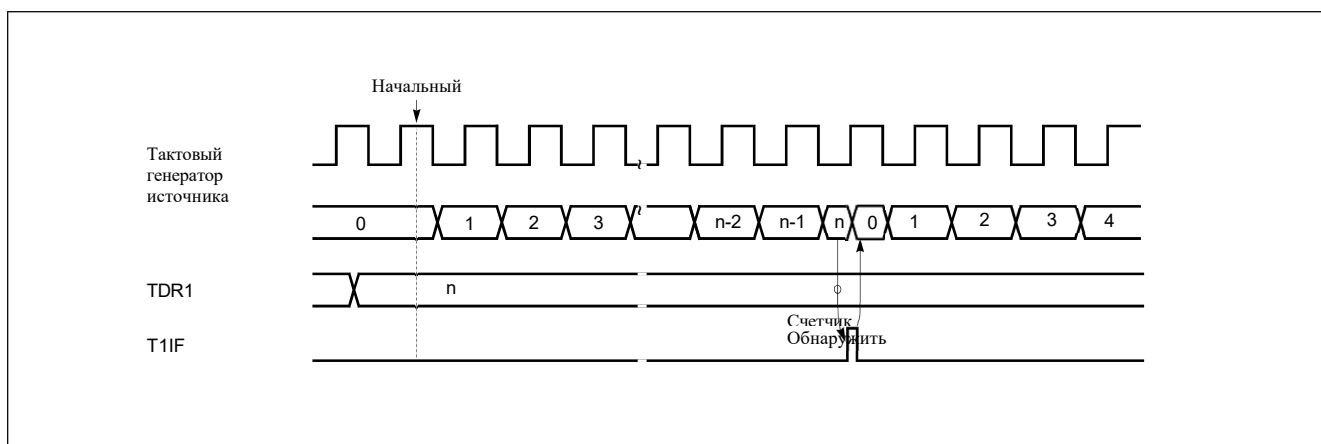 Начальный
Тактовый
генератор
источника
0 1 2 3 n-2 n-1 n 0 1 2 3 4
TDR1 n
Счетчик
Обнаружить
T1IF